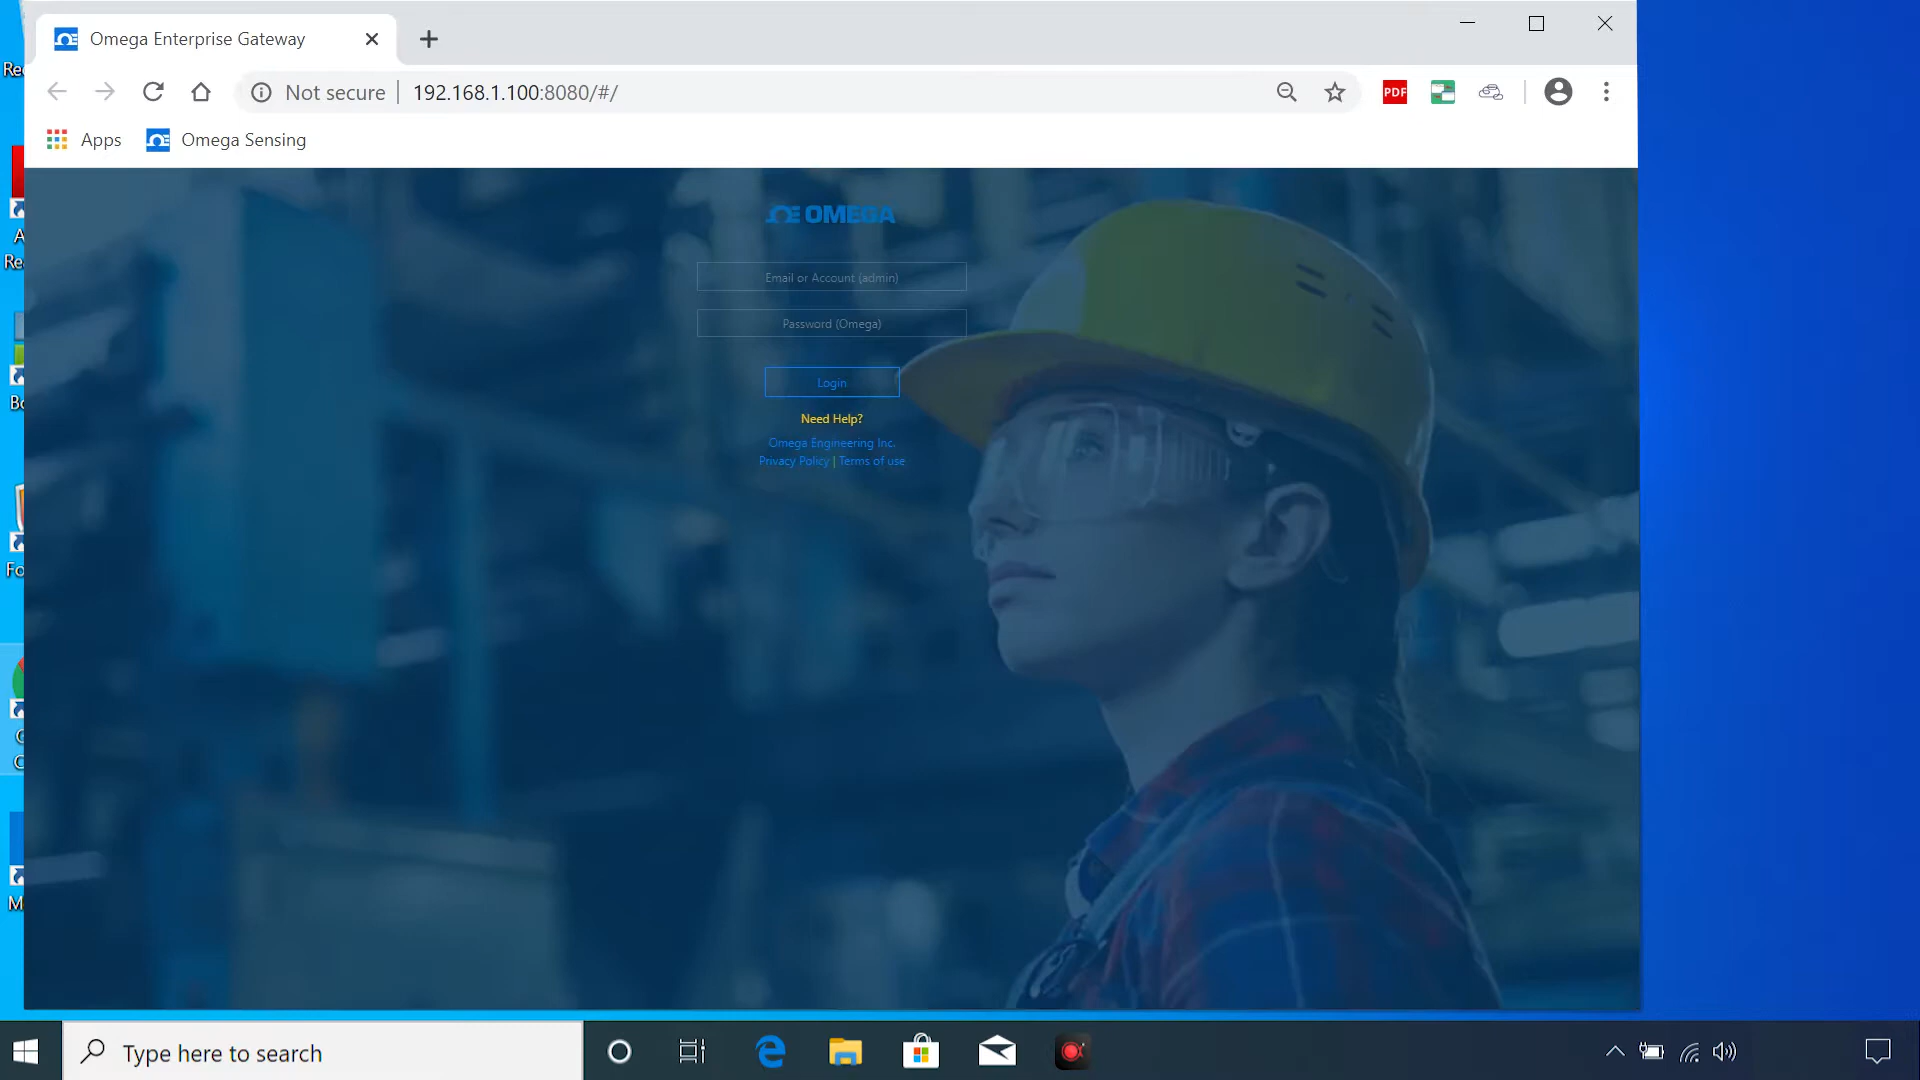 Omega Enterprise Gateway
Not secure
192.168.1.100:8080/#/
PDF
Apps
Omega Sensing
OMEGA
Email or Account (admin)
Password (Omega)
Login
Need Help?
Omega Engineering Inc.
Privacy Policy | Terms of use
Type here to search